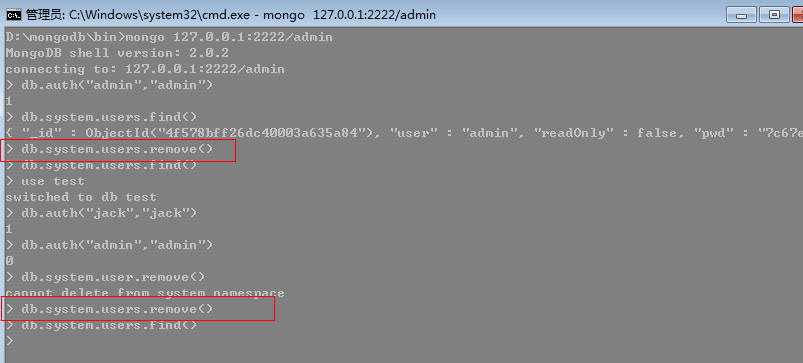 管理员: C:\Windows\system32\cmd.exe - mongo  127.0.0.1:2222/admin
D:\mongodb\bin>mongo 127.0.0.1:2222/admin
MongoDB shell version: 2.0.2
connecting to: 127.0.0.1:2222/admin
> db.auth("admin","admin")
1
> db.system.users.find()
{ "_id" : ObjectId("4f578bff26dc40003a635a84"), "user" : "admin", "readOnly" : false, "pwd" : "7c67e
> db.system.users.remove()
> db.system.users.find()
> use test
switched to db test
> db.auth("jack","jack")
1
> db.auth("admin","admin")
0
> db.system.user.remove()
cannot delete from system namespace
> db.system.users.remove()
> db.system.users.find()
>